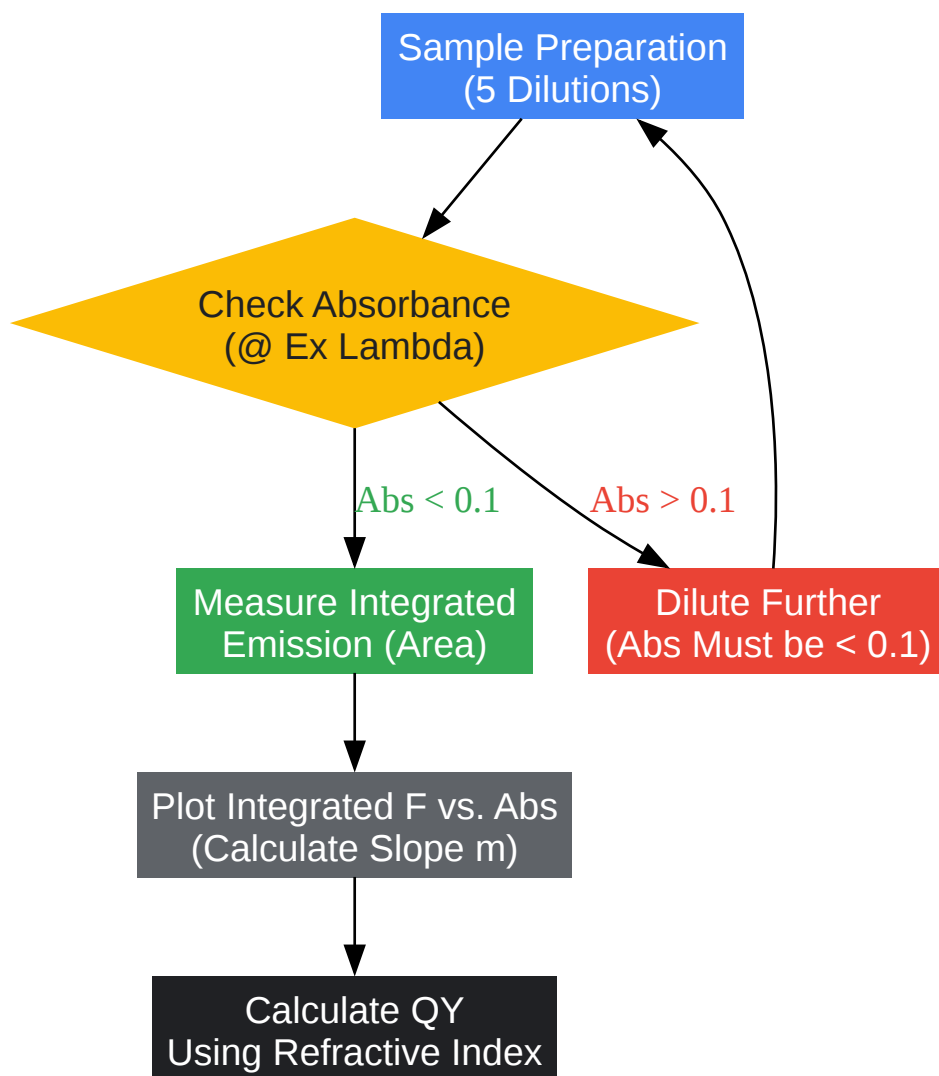 Sample Preparation
(5 Dilutions)
Check Absorbance
(@ Ex Lambda)
Abs < 0.1
Abs > 0.1
Measure Integrated
Emission (Area)
Dilute Further
(Abs Must be < 0.1)
Plot Integrated F vs. Abs
(Calculate Slope m)
Calculate QY
Using Refractive Index